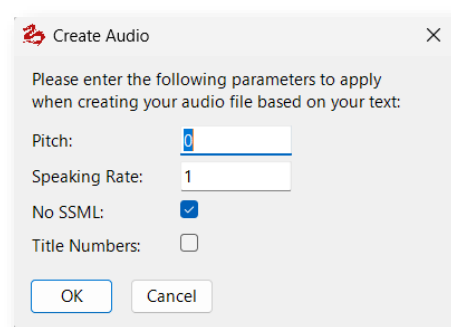 Create Audio
Please enter the following parameters to apply
when creating your audio file based on your text:
Pitch: 0
Speaking Rate: 1
No SSML:
Title Numbers:
OK Cancel